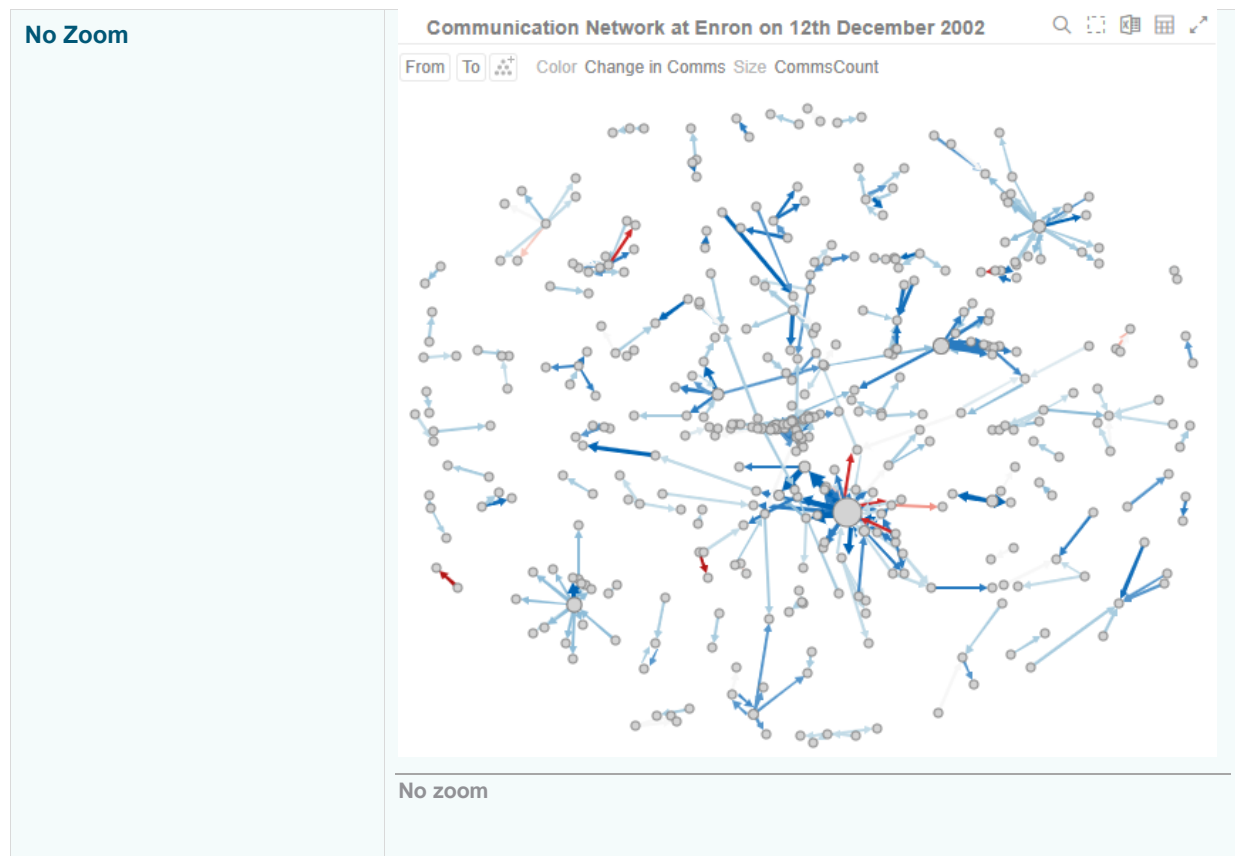 No Zoom
Communication Network at Enron on 12th December 2002
From To Color Change in Comms Size CommsCount
No zoom